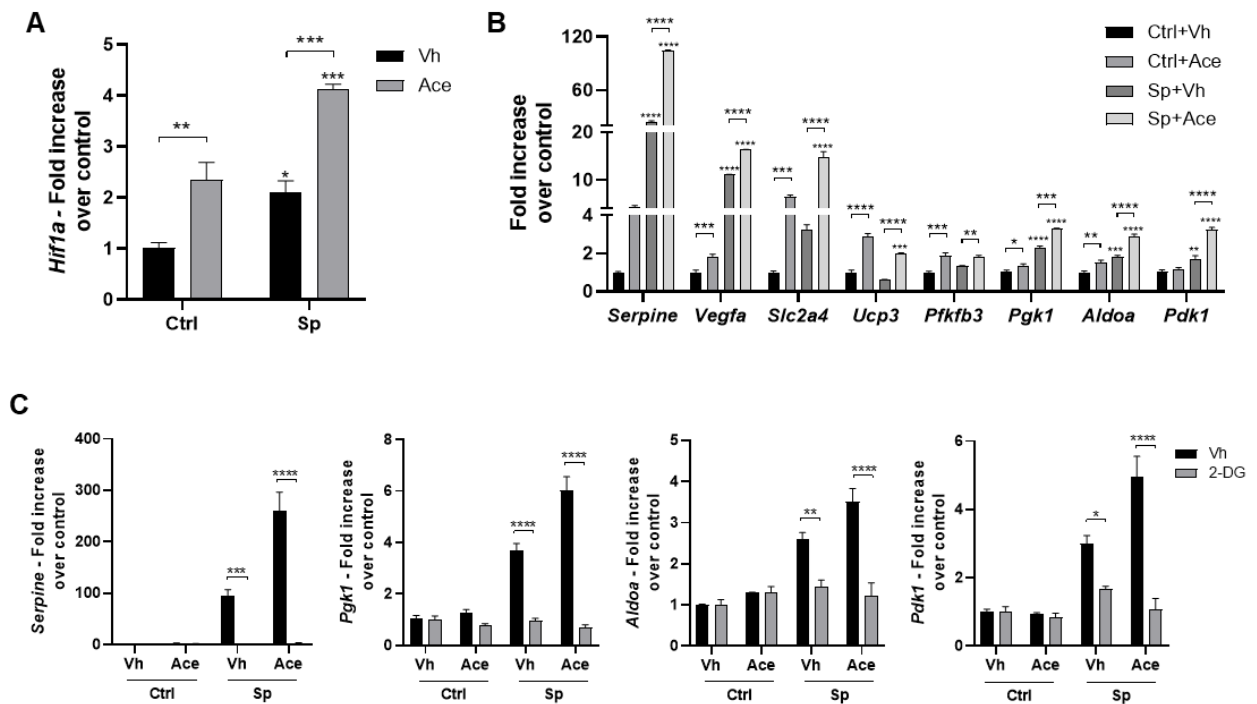 A
Hif1a - Fold increase
over control
5
4
3
2
1
0
***
***
**
*
Vh
Ace
Ctrl
Sp
B
Fold increase
over control
120
60
20
10
4
2
0
****
****
****
****
****
****
****
***
***
****
****
***
***
**
***
****
****
*
****
****
***
**
****
****
**
Ctrl+Vh
Ctrl+Ace
Sp+Vh
Sp+Ace
Serpine
Vegfa
Slc2a4
Ucp3
Pfkfb3
Pgk1
Aldoa
Pdk1
C
Serpine - Fold increase
over control
400
300
200
100
0
***
****
Vh
Ace
Vh
Ace
Ctrl
Sp
Pgk1 - Fold increase
over control
8
6
4
2
0
****
****
Vh
Ace
Vh
Ace
Ctrl
Sp
Aldoa - Fold increase
over control
5
4
3
2
1
0
**
****
Vh
Ace
Vh
Ace
Ctrl
Sp
Pdk1 - Fold increase
over control
6
4
2
0
*
****
Vh
Ace
Vh
Ace
Ctrl
Sp
Vh
2-DG